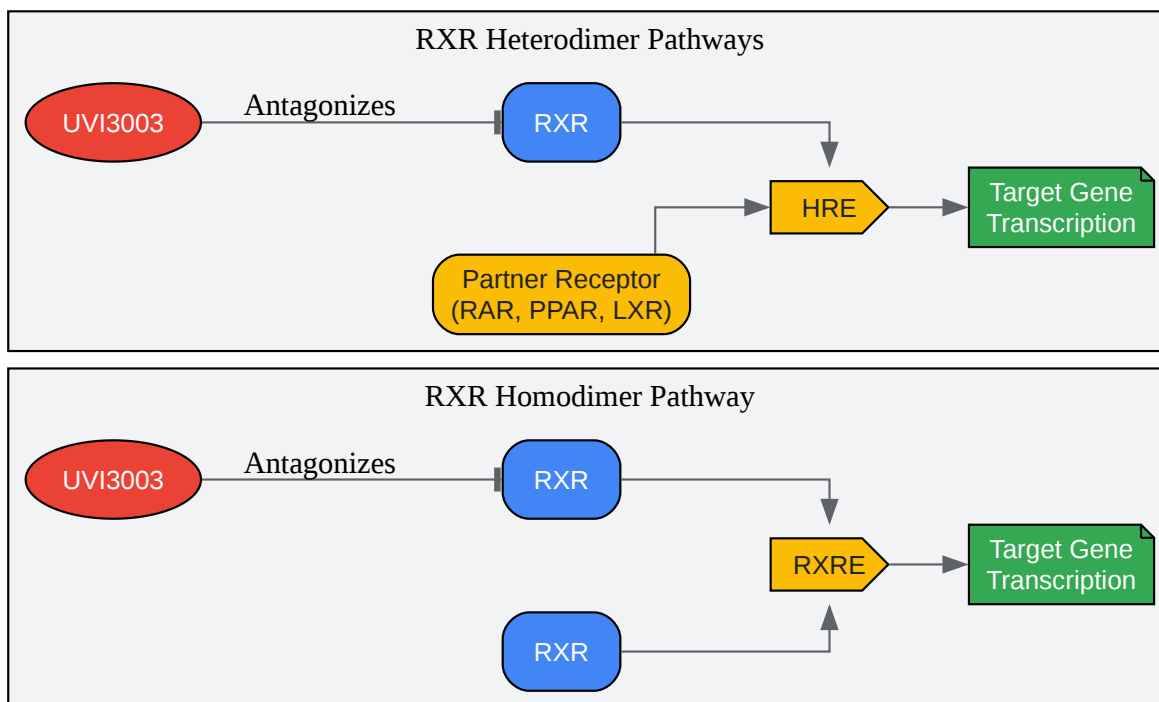 RXR Heterodimer Pathways
UVI3003
Antagonizes
RXR
HRE
Target Gene
Transcription
Partner Receptor
(RAR, PPAR, LXR)
RXR Homodimer Pathway
UVI3003
Antagonizes
RXR
RXRE
Target Gene
Transcription
RXR